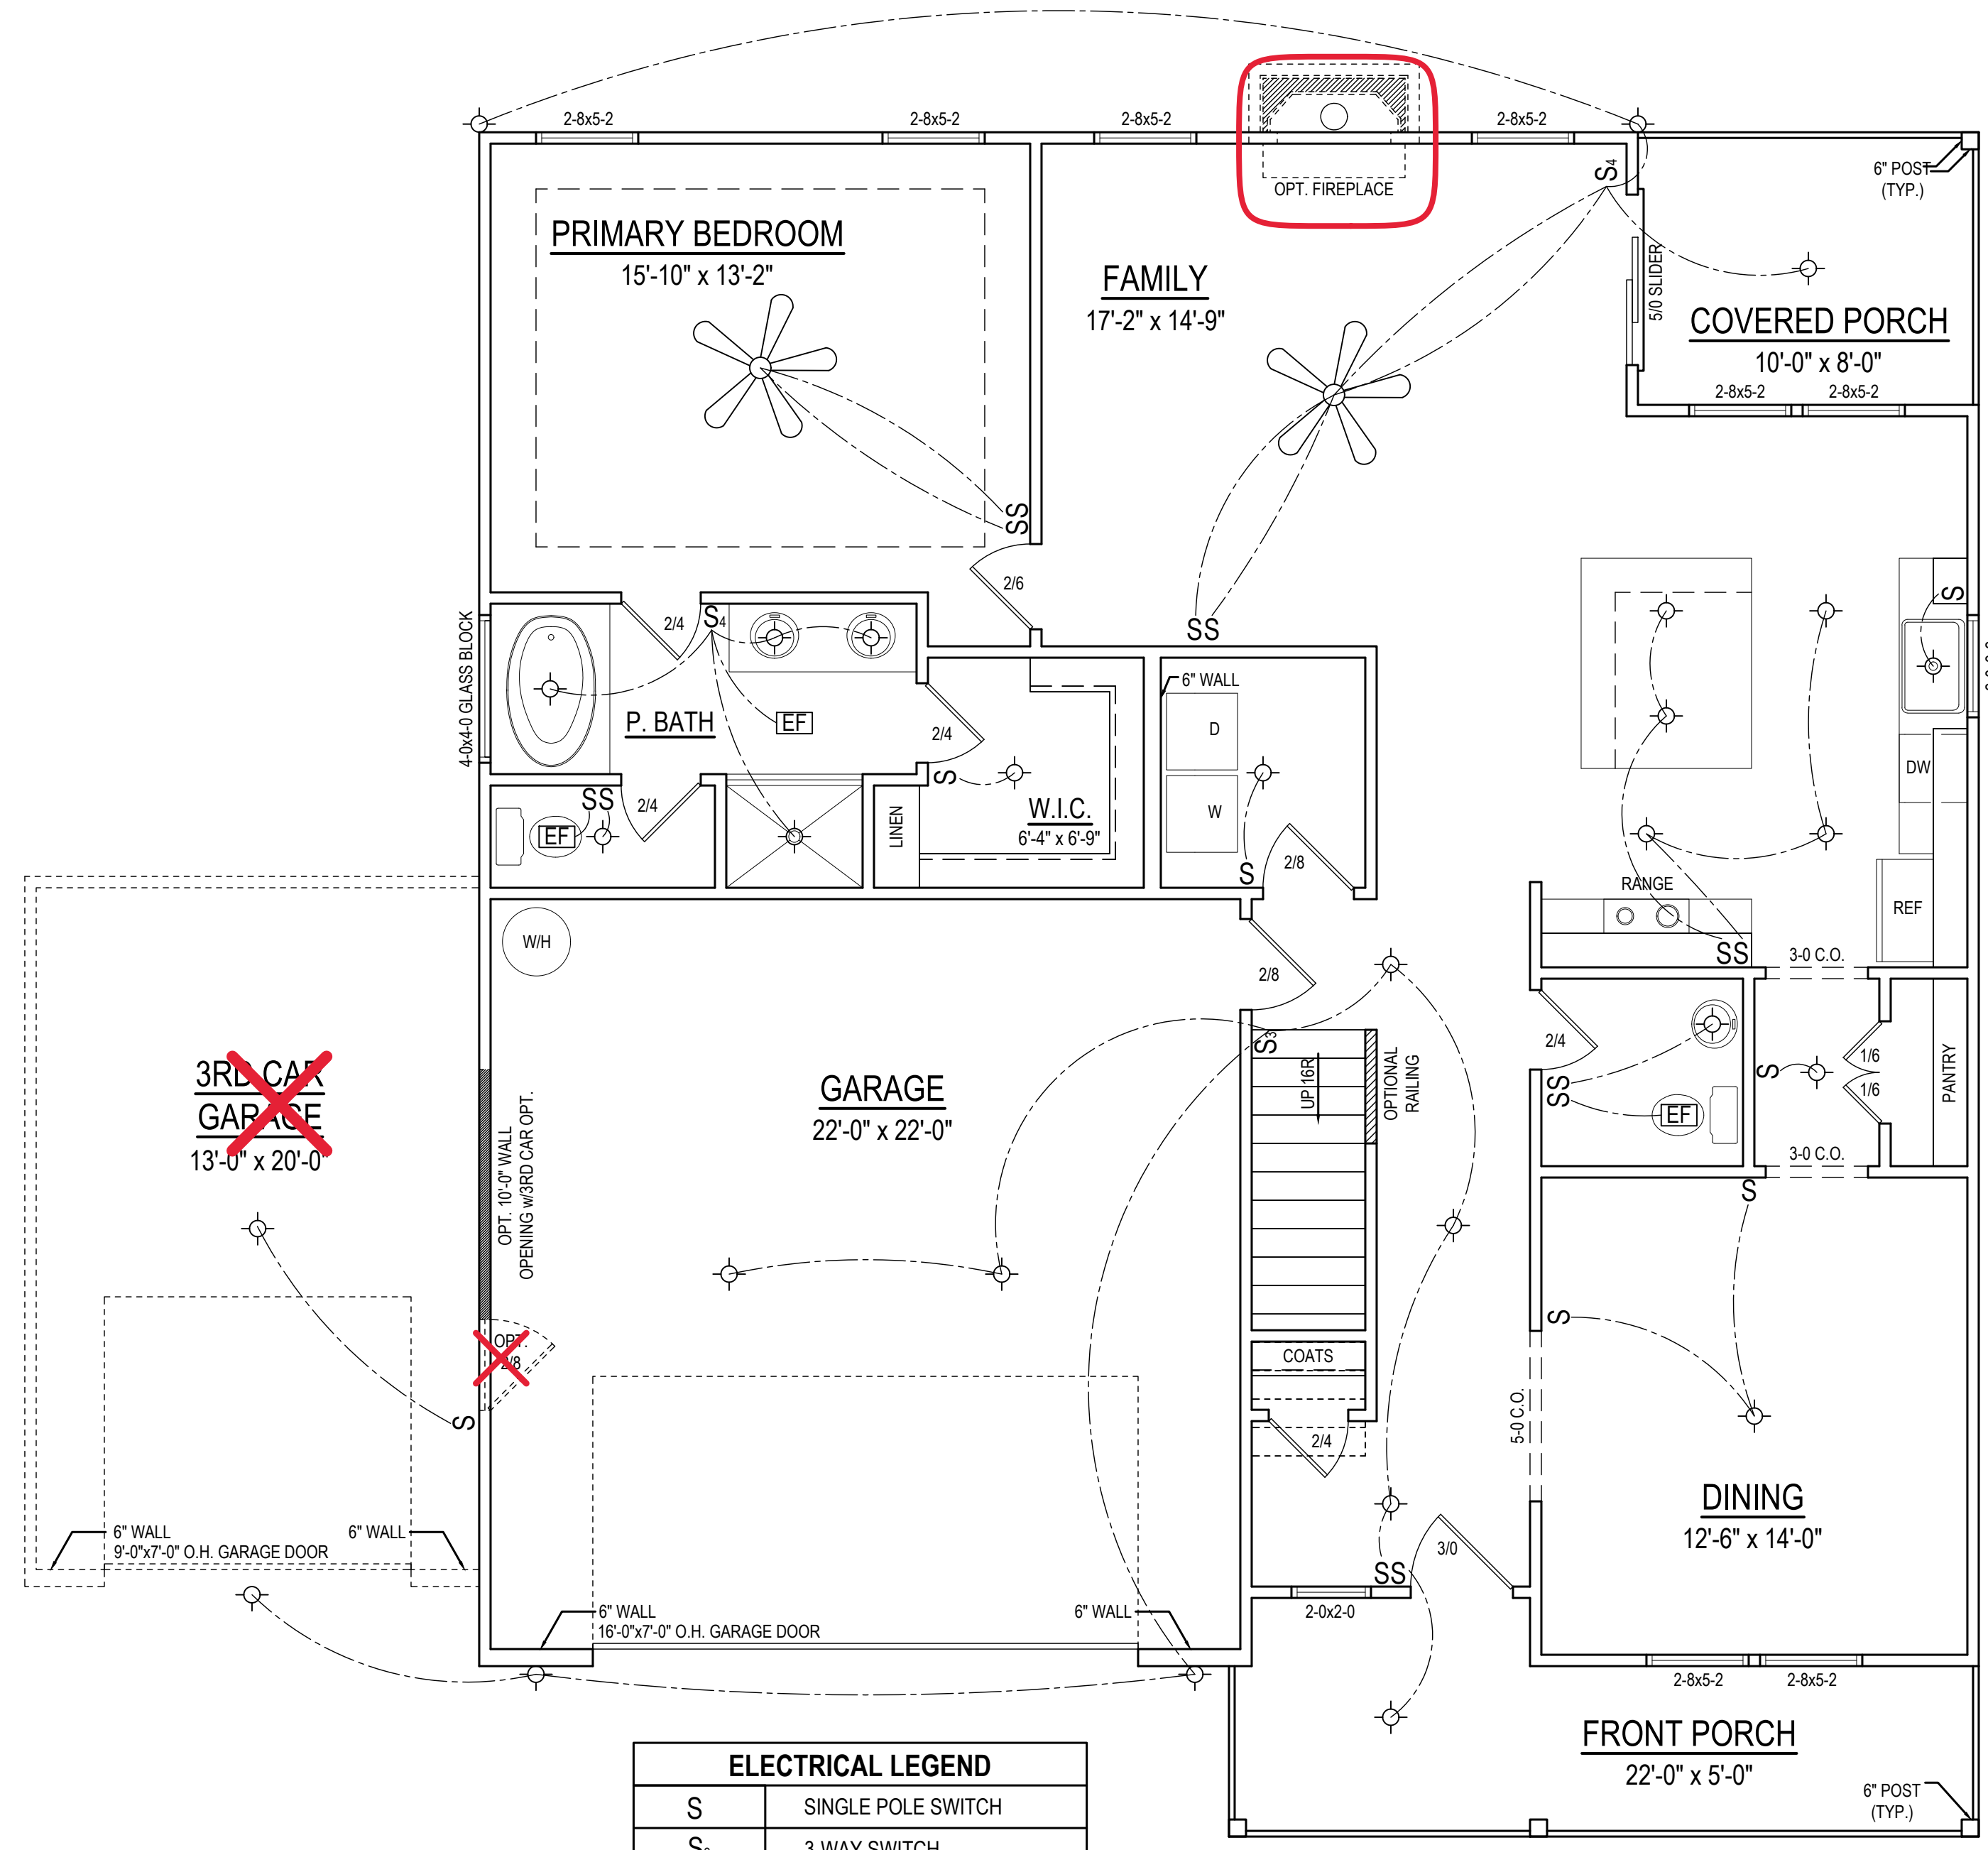 2-8x5-2
2-8x5-2
2-8x5-2
2-8x5-2
OPT. FIREPLACE
S4
6" POST
(TYP.)
PRIMARY BEDROOM
15'-10" x 13'-2"
FAMILY
17'-2" x 14'-9"
5/0 SLIDER
COVERED PORCH
10'-0" x 8'-0"
2-8x5-2
2-8x5-2
SS
2/6
4-0x4-0 GLASS BLOCK
2/4
S4
SS
S
6" WALL
P. BATH
EF
2/4
D
DW
S
W.I.C.
6'-4" x 6'-9"
W
SS
EF
2/4
LINEN
S
2/8
RANGE
REF
W/H
SS
3-0 C.O.
2/8
S3
2/4
3RD CAR
GARAGE
13'-0" x 20'-0"
GARAGE
22'-0" x 22'-0"
UP 16R
OPTIONAL
RAILING
SS
EF
S
1/6
1/6
PANTRY
3-0 C.O.
OPT. 10'-0" WALL
OPENING w/3RD CAR OPT.
S
S
OPT.
2/8
COATS
S
2/4
5-0 C.O.
DINING
12'-6" x 14'-0"
6" WALL
9'-0"x7'-0" O.H. GARAGE DOOR
6" WALL
3/0
SS
6" WALL
16'-0"x7'-0" O.H. GARAGE DOOR
6" WALL
2-0x2-0
2-8x5-2
2-8x5-2
FRONT PORCH
22'-0" x 5'-0"
6" POST
(TYP.)
ELECTRICAL LEGEND
S SINGLE POLE SWITCH
S3 3-WAY SWITCH